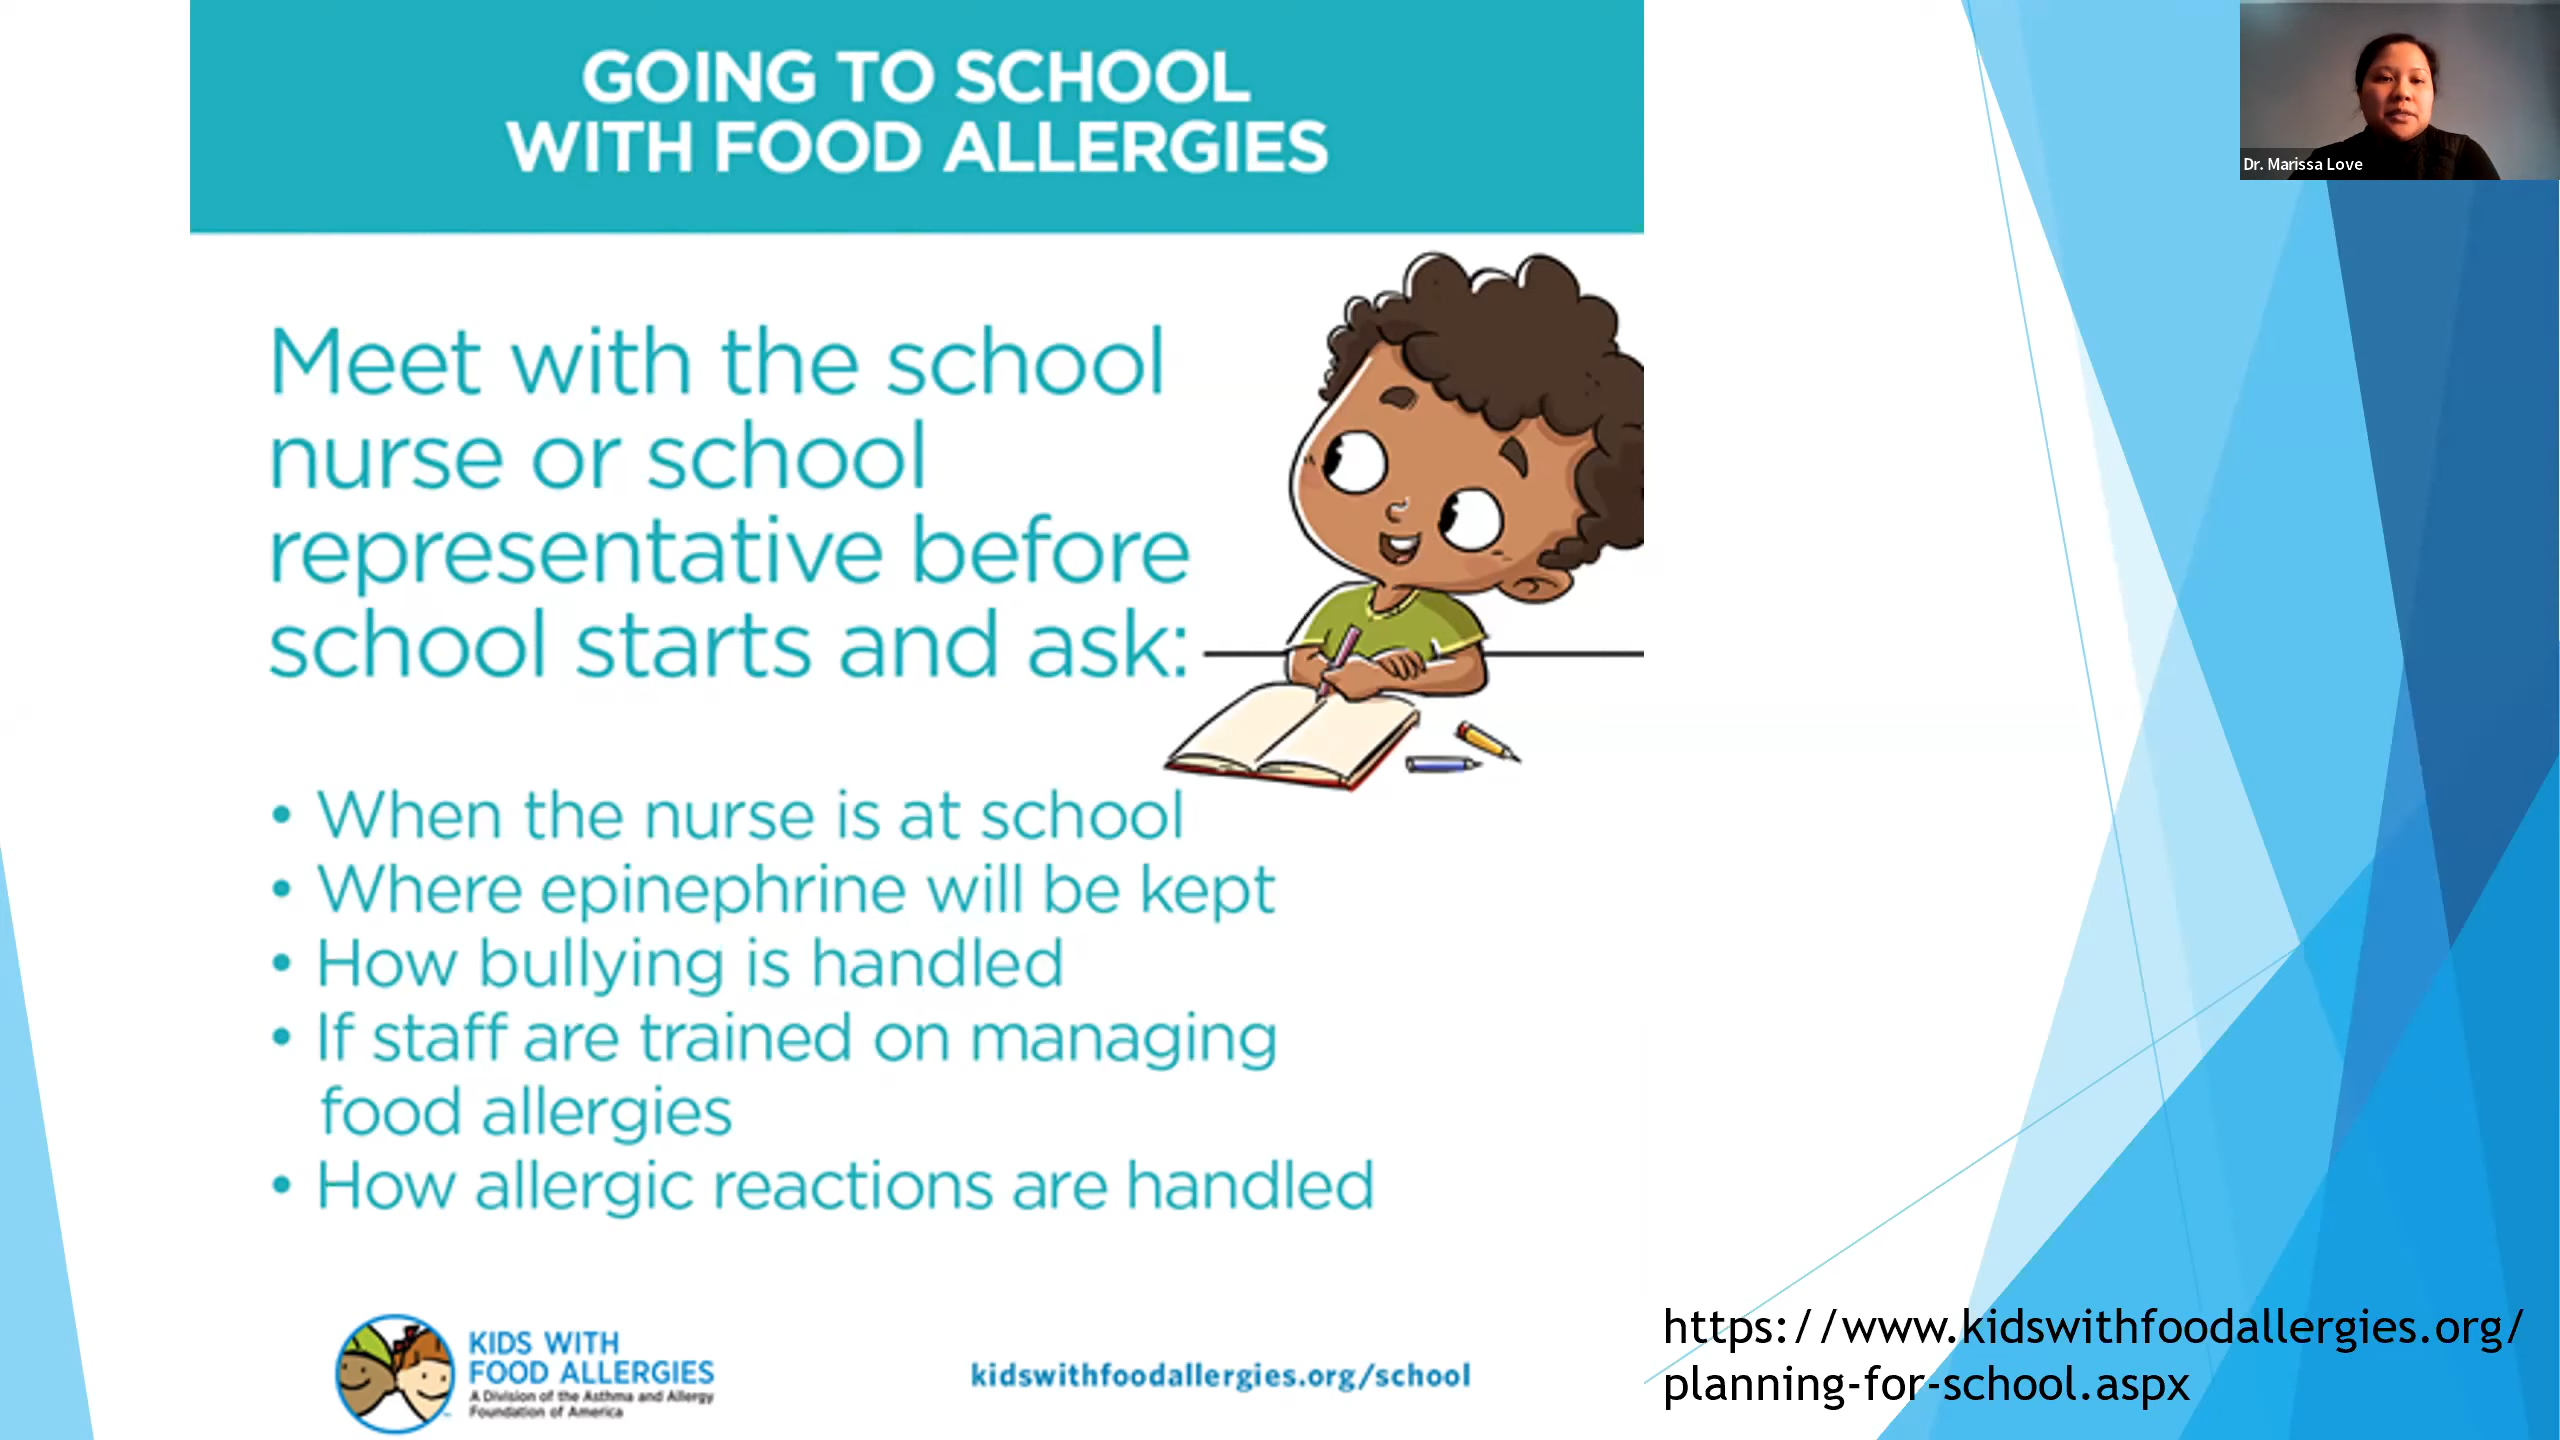 GOING TO SCHOOL
WITH FOOD ALLERGIES
Dr. Marissa Love
Meet with the school
nurse or school
representative before
school starts and ask:
• When the nurse is at school
• Where epinephrine will be kept
• How bullying is handled
• If staff are trained on managing
food allergies
• How allergic reactions are handled
KIDS WITH
FOOD ALLERGIES
A Division of the Asthma and Allergy
Foundation of America
kidswithfoodallergies.org/school
https://www.kidswithfoodallergies.org/
planning-for-school.aspx